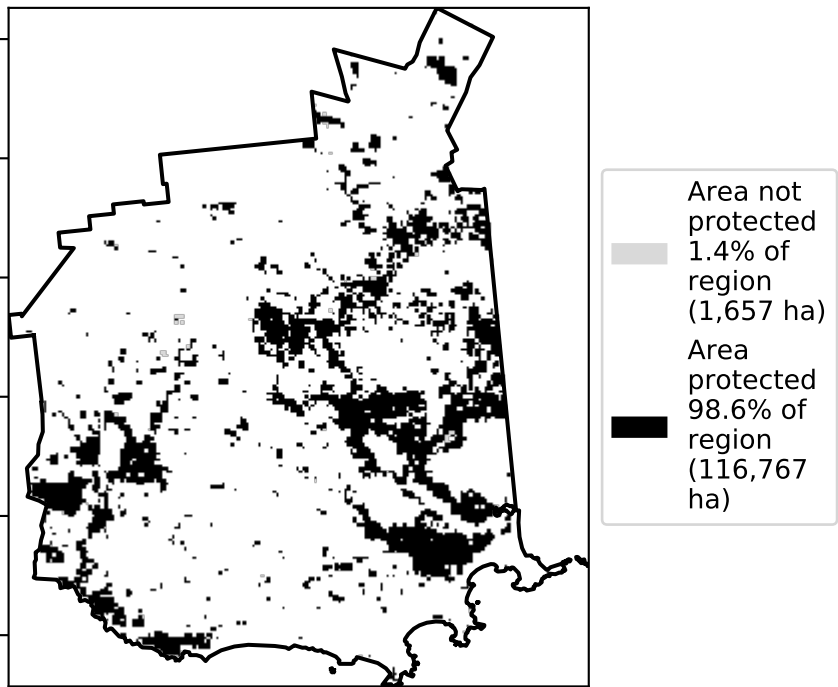 Area not
protected
1.4% of
region
(1,657 ha)
Area
protected
98.6% of
region
(116,767
ha)